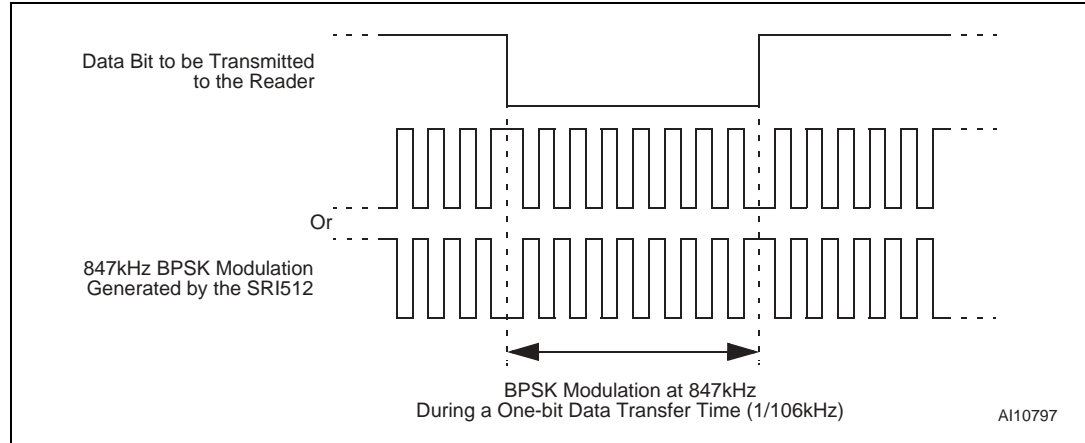 Data Bit to be Transmitted
to the Reader
Or
847kHz BPSK Modulation
Generated by the SRI512
BPSK Modulation at 847kHz
During a One-bit Data Transfer Time (1/106kHz)
AI10797